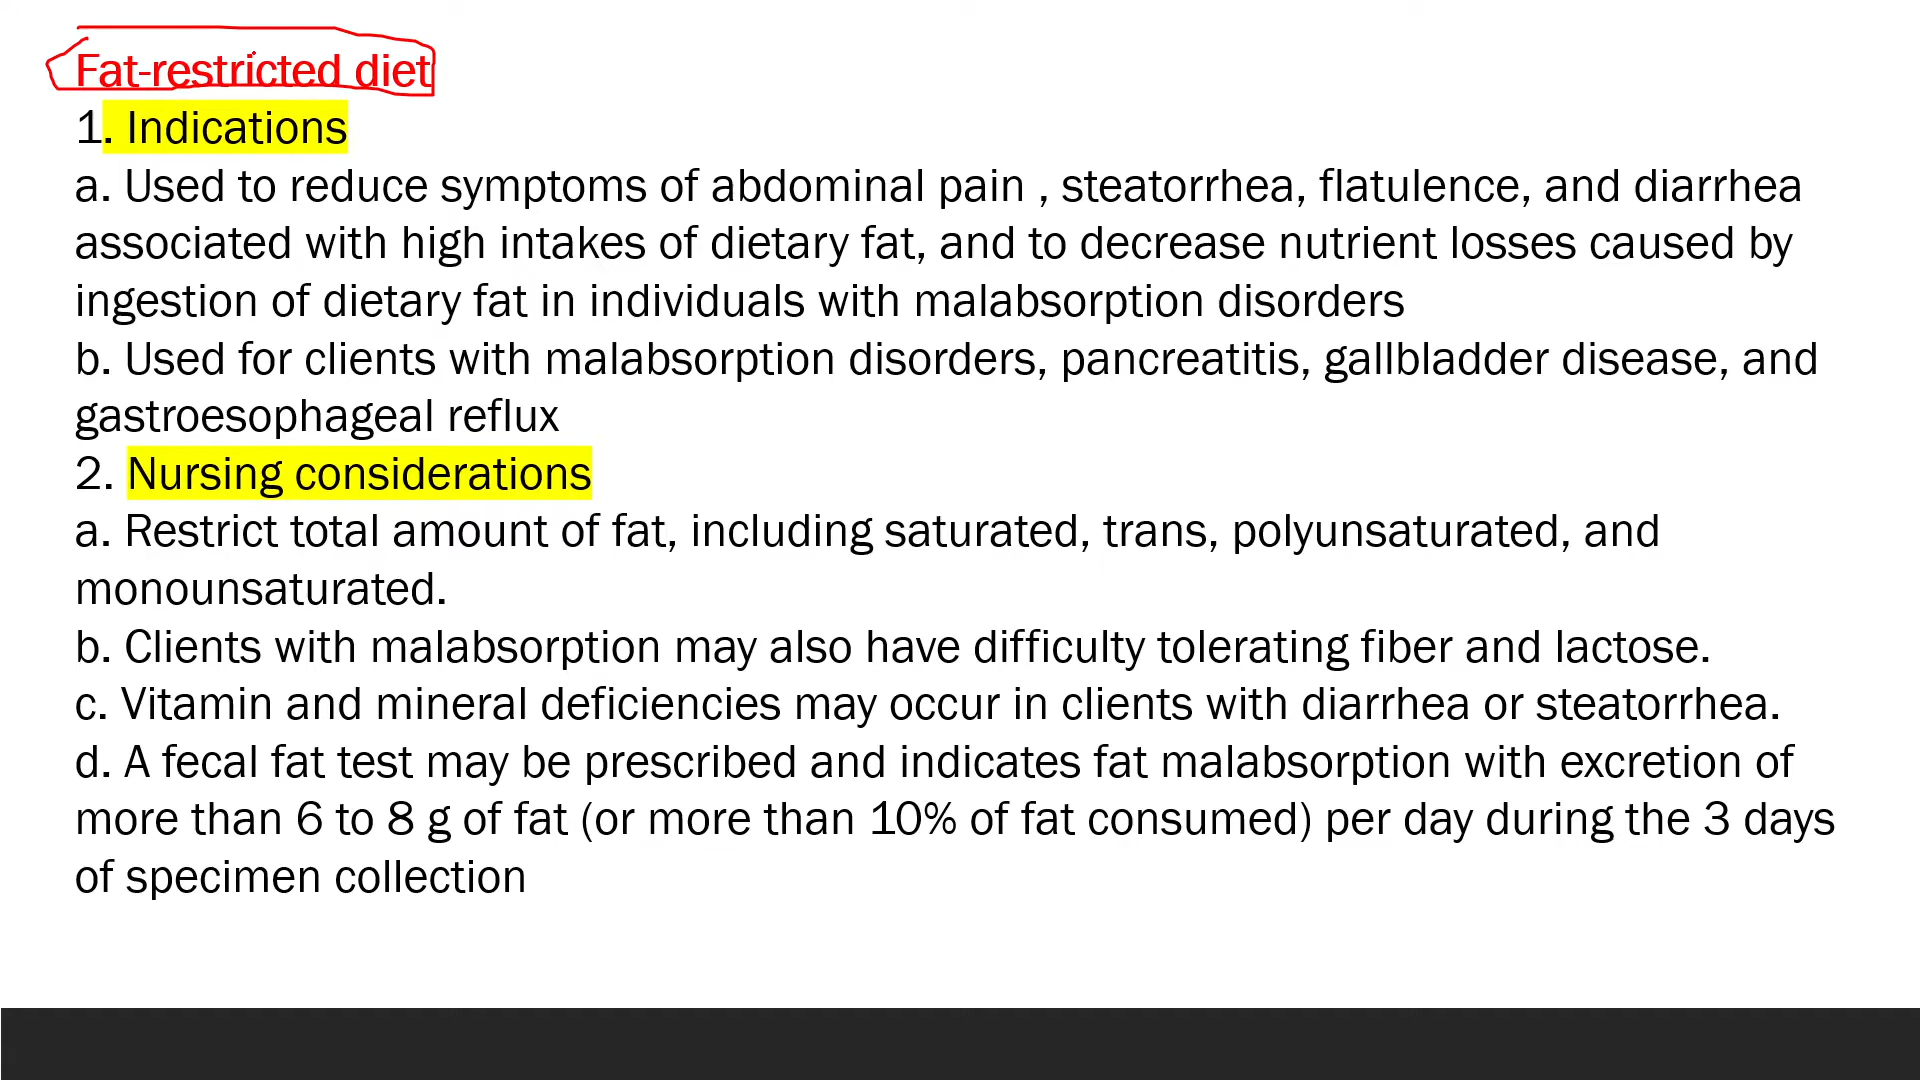 Fat-restricted diet
1. Indications
a. Used to reduce symptoms of abdominal pain , steatorrhea, flatulence, and diarrhea
associated with high intakes of dietary fat, and to decrease nutrient losses caused by
ingestion of dietary fat in individuals with malabsorption disorders
b. Used for clients with malabsorption disorders, pancreatitis, gallbladder disease, and
gastroesophageal reflux
2. Nursing considerations
a. Restrict total amount of fat, including saturated, trans, polyunsaturated, and
monounsaturated.
b. Clients with malabsorption may also have difficulty tolerating fiber and lactose.
c. Vitamin and mineral deficiencies may occur in clients with diarrhea or steatorrhea.
d. A fecal fat test may be prescribed and indicates fat malabsorption with excretion of
more than 6 to 8 g of fat (or more than 10% of fat consumed) per day during the 3 days
of specimen collection